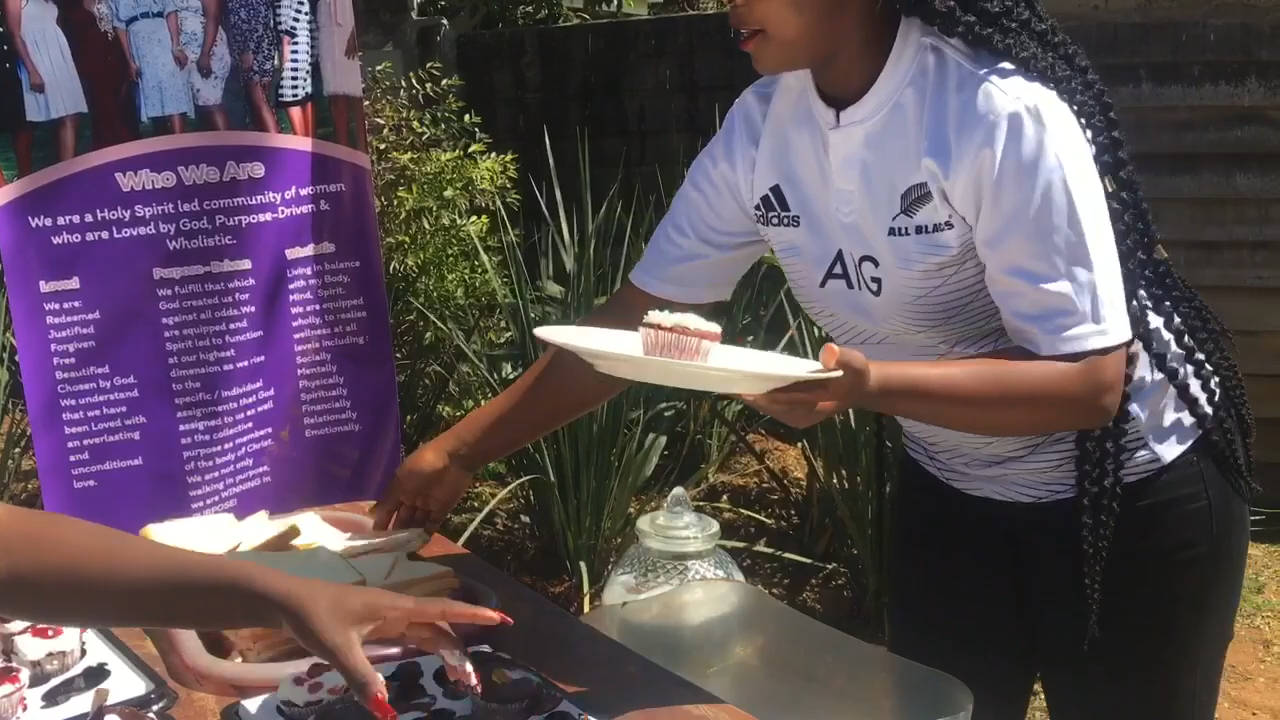 Who We Are
We are a Holy Spirit led community of women
who are Loved by God, Purpose-Driven &
Wholistic.
Loved
We are:
Redeemed
Justified
Forgiven
Free
Beautified
Chosen by God.
We understand
that we have
been Loved with
an everlasting
and
unconditional
love.
Purpose-Driven
We fulfill that which
God created us for
against all odds.We
are equipped and
Spirit led to function
at our highest
dimension as we rise
to the
specific / individual
assignments that God
assigned to us as well
as the collective
purpose as members
of the body of Christ.
We are not only
walking in purpose,
we are WINNING in
PURPOSE!
Wholistic
Living in balance
with my Body,
Mind, Spirit.
We are equipped
wholly, to realise
wellness at all
levels including :
Socially
Mentally
Physically
Spiritually
Financially
Relationally
Emotionally.
adidas
ALL BLACKS
AIG